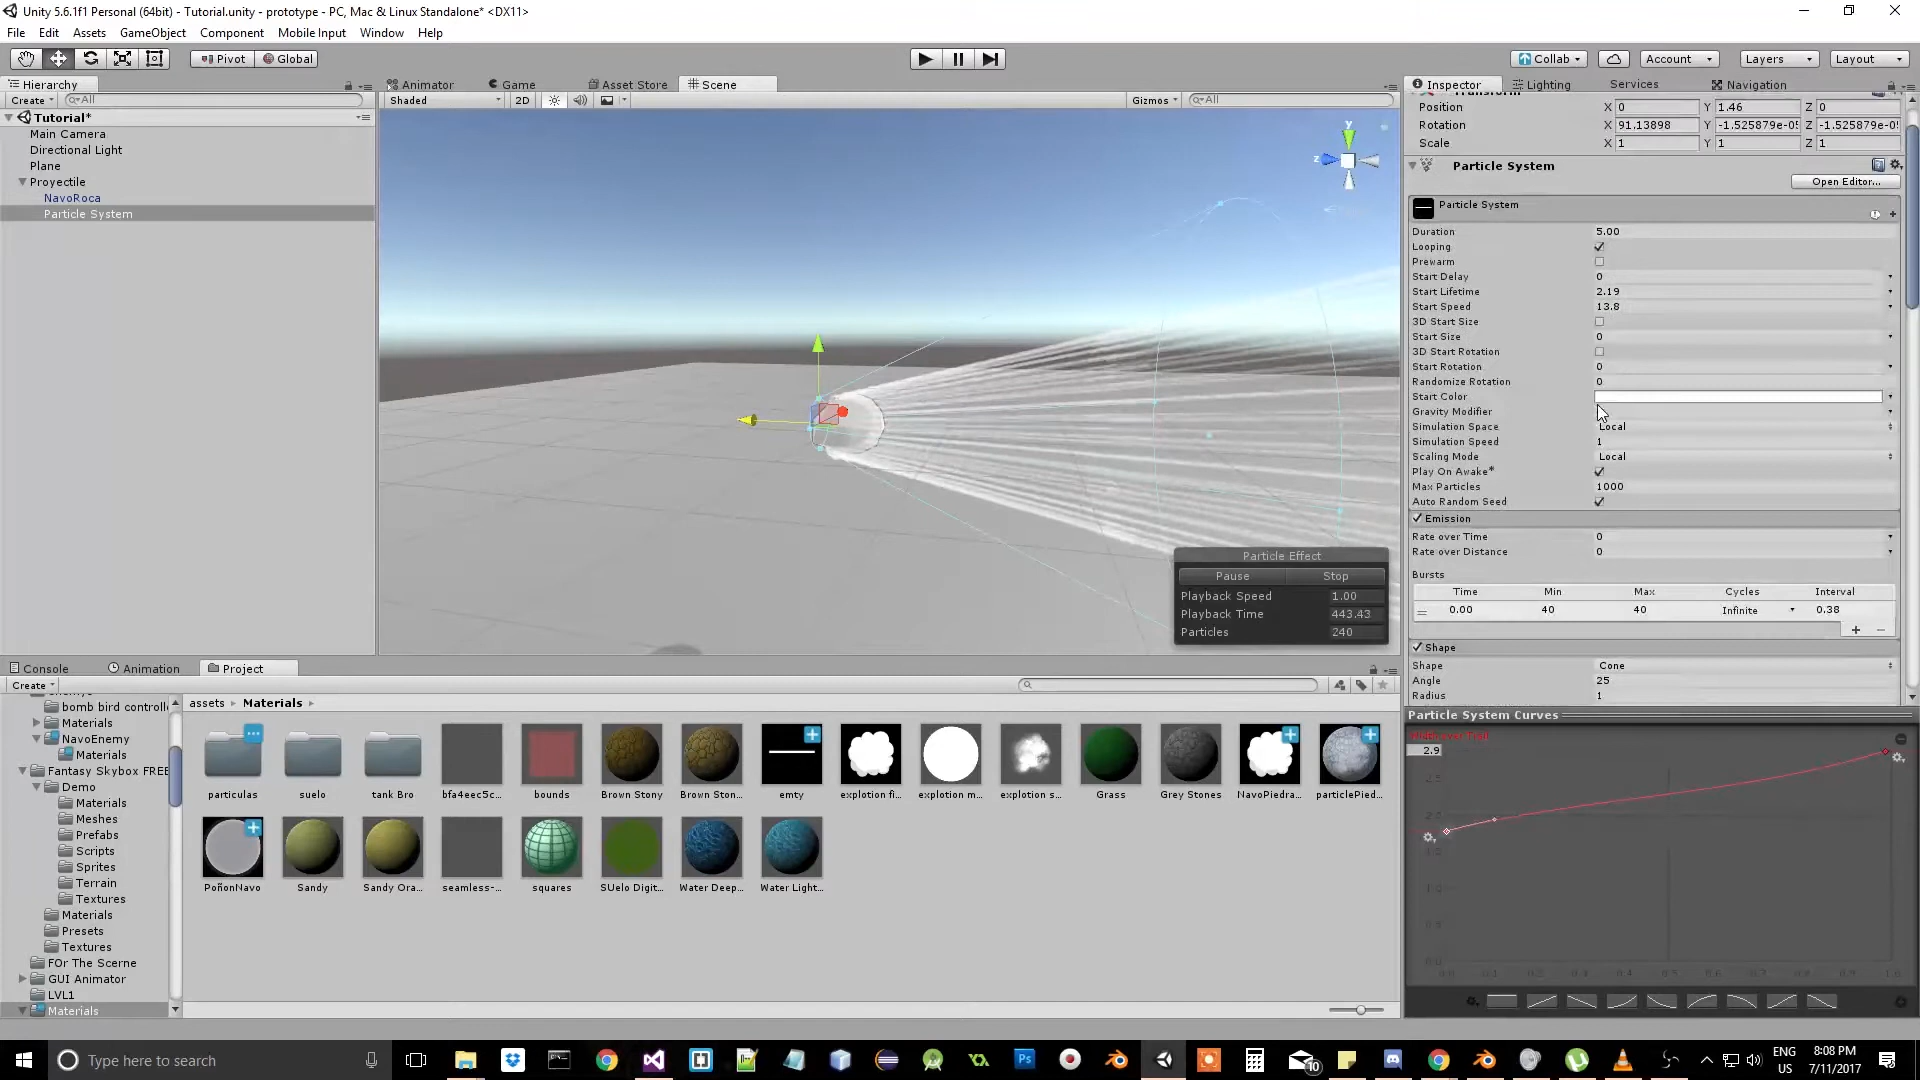 Unity 5.6.1f1 Personal (64bit) - Tutorial.unity - prototype - PC, Mac & Linux Standalone* <DX11>
File Edit Assets GameObject Component Mobile Input Window Help
Pivot Global Collab Account Layers Layout
Hierarchy
Create All
Tutorial*
Main Camera
Directional Light
Plane
Proyectile
NavoRoca
Particle System
Animator Game Asset Store Scene
Shaded 2D Gizmos All
y
z
Particle Effect
Pause Stop
Playback Speed 1.00
Playback Time 443.43
Particles 240
Inspector Lighting Services Navigation
Transform
Position X 0 Y 1.46 Z 0
Rotation X 91.13898 Y -1.525879e-0 Z -1.525879e-0
Scale X 1 Y 1 Z 1
Particle System
Open Editor...
Particle System
Duration 5.00
Looping
Prewarm
Start Delay 0
Start Lifetime 2.19
Start Speed 13.8
3D Start Size
Start Size 0
3D Start Rotation
Start Rotation 0
Randomize Rotation 0
Start Color
Gravity Modifier
Simulation Space Local
Simulation Speed 1
Scaling Mode Local
Play On Awake*
Max Particles 1000
Auto Random Seed
Emission
Rate over Time 0
Rate over Distance 0
Bursts
Time Min Max Cycles Interval
0.00 40 40 Infinite 0.38
Shape
Shape Cone
Angle 25
Radius 1
Particle System Curves
2.9
Console Animation Project
Create
bomb bird controll
Materials
NavoEnemy
Materials
Fantasy Skybox FREE
Demo
Materials
Meshes
Prefabs
Scripts
Sprites
Terrain
Textures
Materials
Presets
Textures
FOr The Scerne
GUI Animator
LVL1
Materials
assets Materials
particulas suelo tank Bro bfa4eec5c... bounds Brown Stony Brown Ston... emty explotion fi... explotion m... explotion s... Grass Grey Stones NavoPiedra... particlePied...
PoñonNavo Sandy Sandy Ora... seamless-... squares SUelo Digit... Water Deep... Water Light...
Type here to search
Ps
10
ENG
US
8:08 PM
7/11/2017